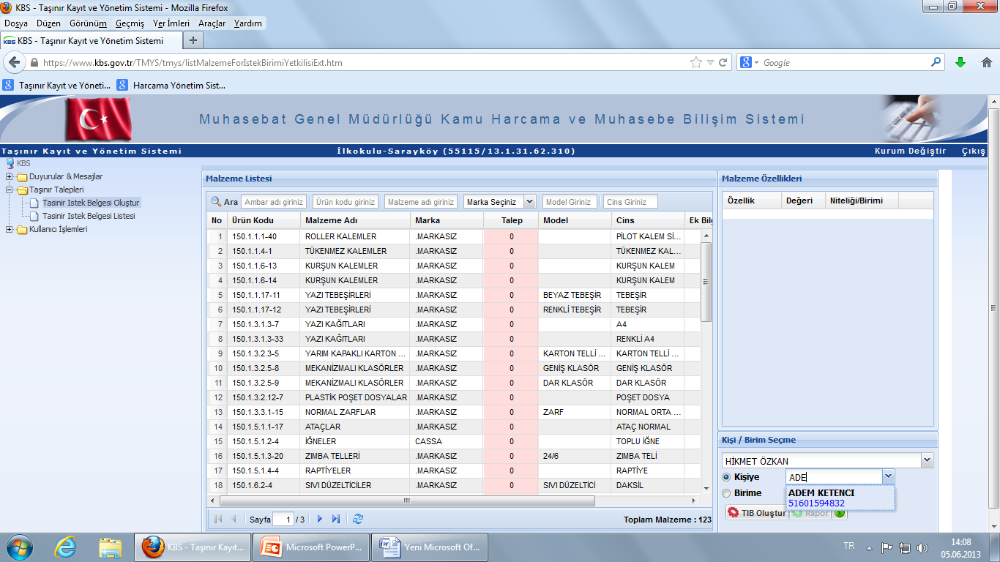 KBS - Taşınır Kayıt ve Yönetim Sistemi - Mozilla Firefox
Dosya Düzen Görünüm Geçmiş Yer İmleri Araçlar Yardım
KBS KBS - Taşınır Kayıt ve Yönetim Sistemi
https://www.kbs.gov.tr/TMYS/tmys/listMalzemeForIstekBirimiYetkilisiExt.htm Google
Taşınır Kayıt ve Yöneti... Harcama Yönetim Sist...
Muhasebat Genel Müdürlüğü Kamu Harcama ve Muhasebe Bilişim Sistemi
Taşınır Kayıt ve Yönetim Sistemi İlkokulu-Sarayköy (55115/13.1.31.62.310) Kurum Değiştir Çıkış
KBS
Duyurular & Mesajlar
Taşınır Talepleri
Tasinir Istek Belgesi Oluştur
Tasinir Istek Belgesi Listesi
Kullanıcı İşlemleri
Malzeme Listesi
Ara Ambar adı giriniz Ürün kodu giriniz Malzeme adı giriniz Marka Seçiniz Model Giriniz Cins Giriniz
No Ürün Kodu Malzeme Adı Marka Talep Model Cins Ek Bilg
1 150.1.1.1-40 ROLLER KALEMLER .MARKASIZ 0 PİLOT KALEM Sİ...
2 150.1.1.4-1 TÜKENMEZ KALEMLER .MARKASIZ 0 TÜKENMEZ KAL...
3 150.1.1.6-13 KURŞUN KALEMLER .MARKASIZ 0 KURŞUN KALEM
4 150.1.1.6-14 KURŞUN KALEMLER .MARKASIZ 0 KURŞUN KALEM
5 150.1.1.17-11 YAZI TEBEŞİRLERİ .MARKASIZ 0 BEYAZ TEBEŞİR TEBEŞİR
6 150.1.1.17-12 YAZI TEBEŞİRLERİ .MARKASIZ 0 RENKLİ TEBEŞİR TEBEŞİR
7 150.1.3.1.3-7 YAZI KAĞITLARI .MARKASIZ 0 A4
8 150.1.3.1.3-33 YAZI KAĞITLARI .MARKASIZ 0 RENKLİ A4
9 150.1.3.2.3-5 YARIM KAPAKLI KARTON ... .MARKASIZ 0 KARTON TELLİ ... KARTON TELLİ ...
10 150.1.3.2.5-8 MEKANİZMALI KLASÖRLER .MARKASIZ 0 GENİŞ KLASÖR GENİŞ KLASÖR
11 150.1.3.2.5-9 MEKANİZMALI KLASÖRLER .MARKASIZ 0 DAR KLASÖR DAR KLASÖR
12 150.1.3.2.12-7 PLASTİK POŞET DOSYALAR .MARKASIZ 0 POŞET DOSYA
13 150.1.3.3.1-15 NORMAL ZARFLAR .MARKASIZ 0 ZARF NORMAL ORTA ...
14 150.1.5.1.1-17 ATAÇLAR .MARKASIZ 0 ATAÇ NORMAL
15 150.1.5.1.2-4 İĞNELER CASSA 0 TOPLU İĞNE
16 150.1.5.1.3-20 ZIMBA TELLERİ .MARKASIZ 0 24/6 ZIMBA TELİ
17 150.1.5.1.4-4 RAPTİYELER .MARKASIZ 0 RAPTİYE
18 150.1.6.2-4 SIVI DÜZELTİCİLER .MARKASIZ 0 SIVI DÜZELTİCİ DAKSİL
Sayfa 1 / 3 Toplam Malzeme : 123
Malzeme Özellikleri
Özellik Değeri Niteliği/Birimi
Kişi / Birim Seçme
HİKMET ÖZKAN
Kişiye ADE
Birime ADEM KETENCI
51601594832
TIB Oluştur Rapor
KBS - Taşınır Kayıt... Microsoft PowerP... Yeni Microsoft Of... TR 14:08
05.06.2013